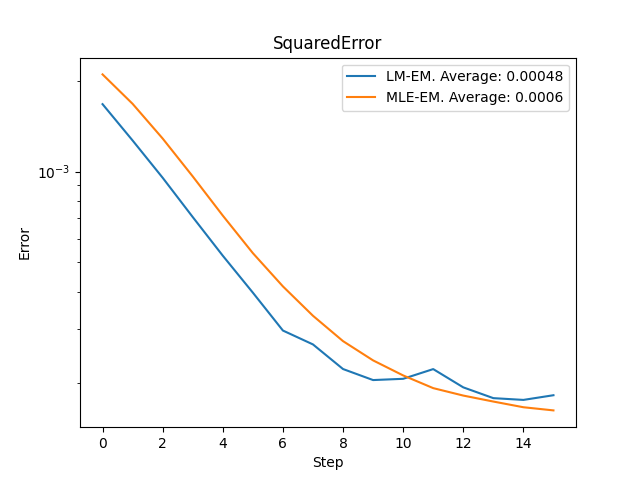 SquaredError
LM-EM. Average: 0.00048
MLE-EM. Average: 0.0006
10⁻³
Error
0 2 4 6 8 10 12 14
Step